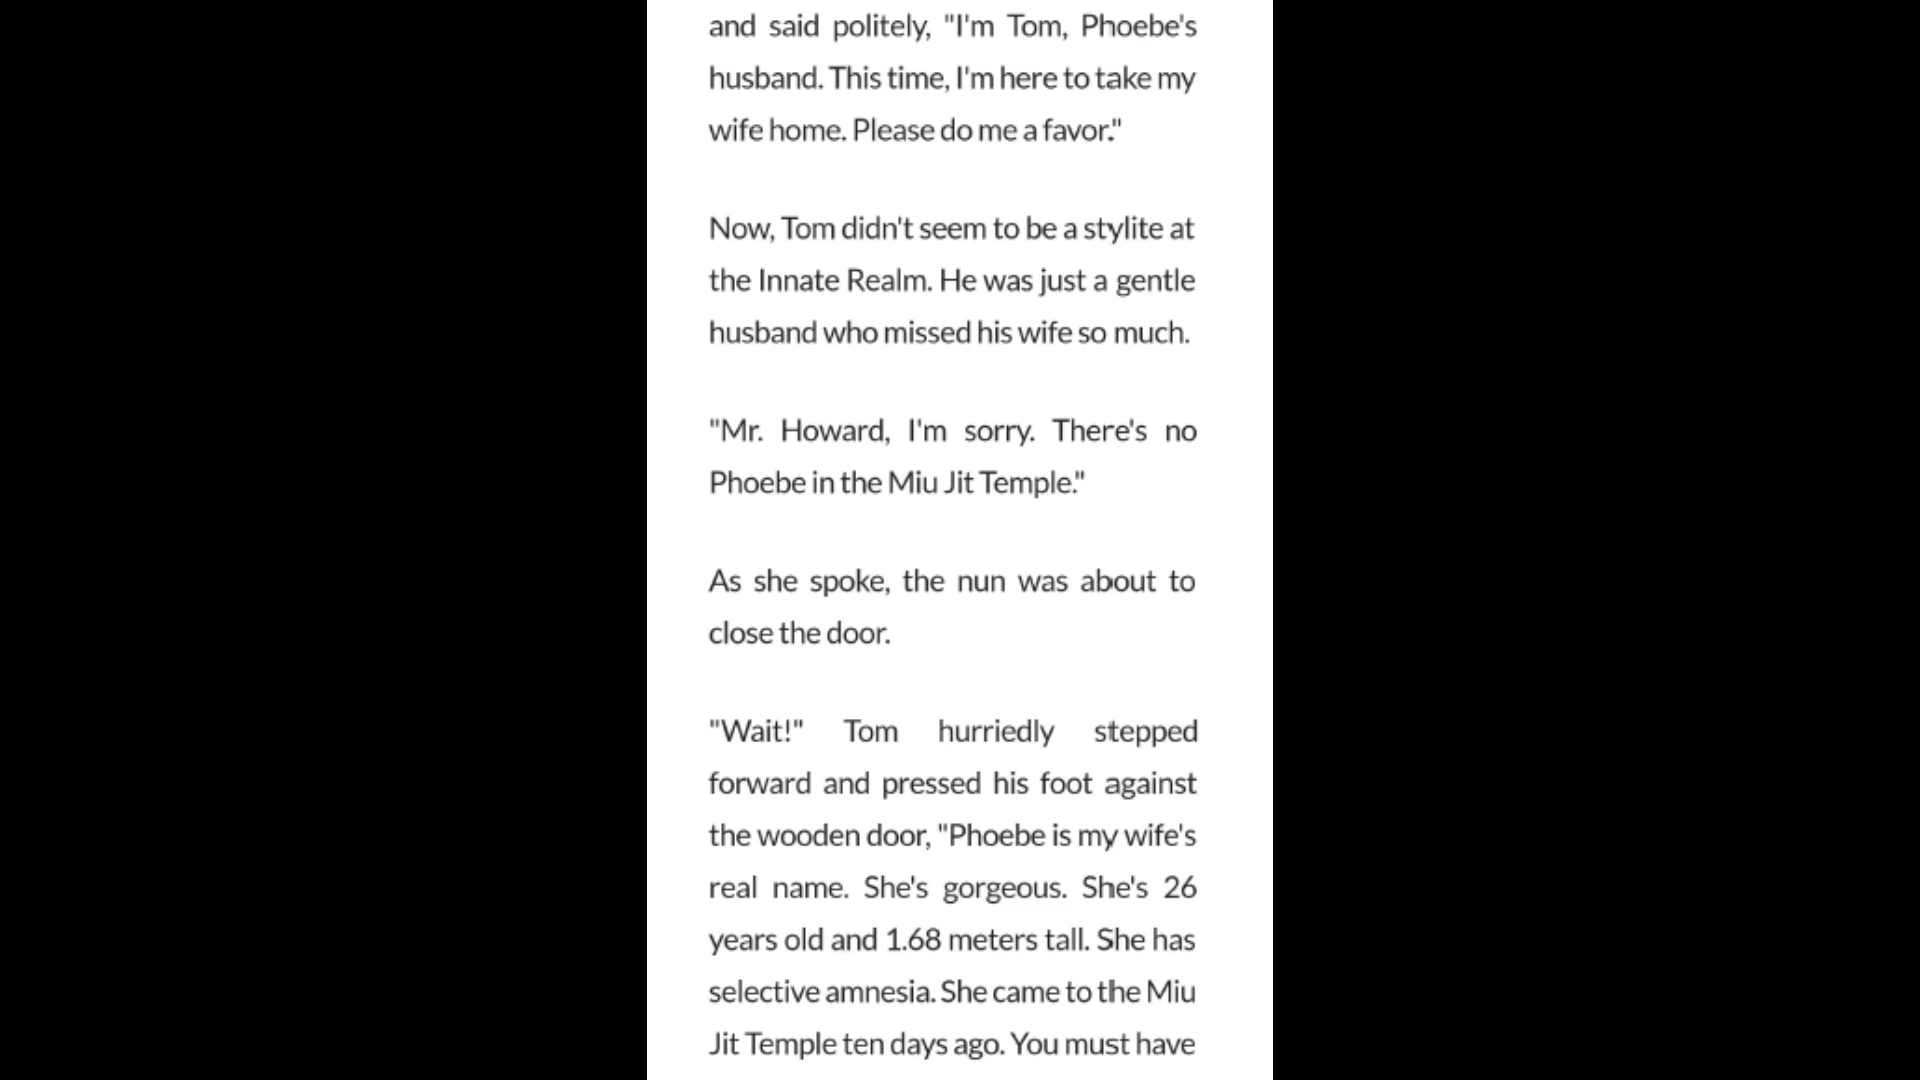 and said politely, "I'm Tom, Phoebe's
husband. This time, I'm here to take my
wife home. Please do me a favor."
Now, Tom didn't seem to be a stylite at
the Innate Realm. He was just a gentle
husband who missed his wife so much.
"Mr. Howard, I'm sorry. There's no
Phoebe in the Miu Jit Temple."
As she spoke, the nun was about to
close the door.
"Wait!" Tom hurriedly stepped
forward and pressed his foot against
the wooden door, "Phoebe is my wife's
real name. She's gorgeous. She's 26
years old and 1.68 meters tall. She has
selective amnesia. She came to the Miu
Jit Temple ten days ago. You must have